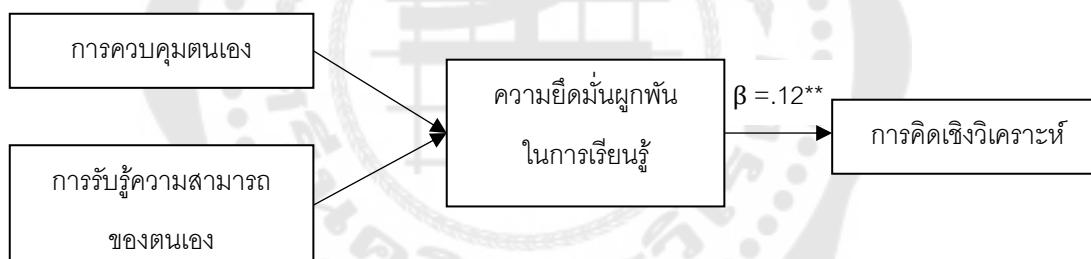 การควบคุมตนเอง
ความยึดมั่นผูกพัน
ในการเรียนรู้
β =.12**
การคิดเชิงวิเคราะห์
การรับรู้ความสามารถ
ของตนเอง